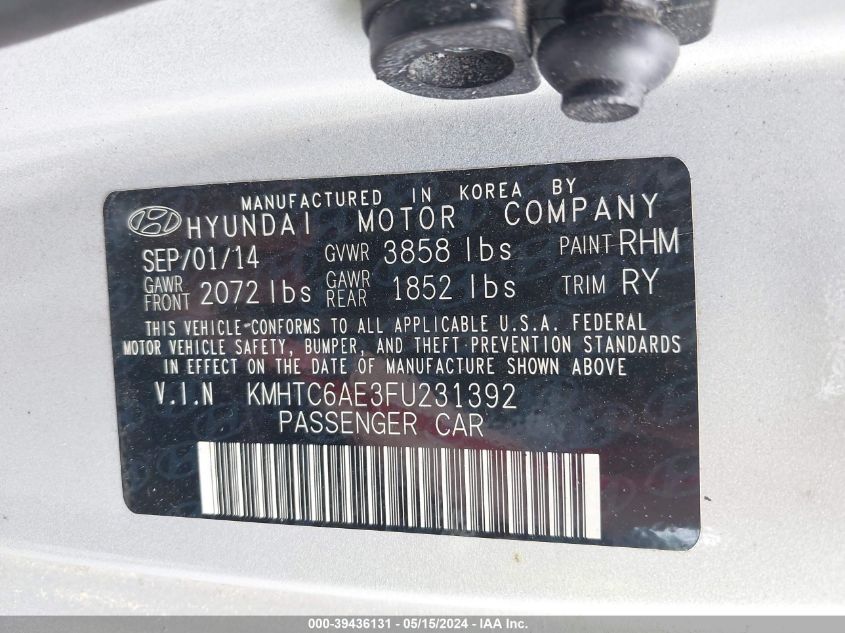 MANUFACTURED IN KOREA BY
HYUNDAI MOTOR COMPANY
SEP/01/14 GVWR 3858 lbs PAINT RHM
GAWR FRONT 2072 lbs GAWR REAR 1852 lbs TRIM RY
THIS VEHICLE CONFORMS TO ALL APPLICABLE U.S.A. FEDERAL
MOTOR VEHICLE SAFETY, BUMPER, AND THEFT PREVENTION STANDARDS
IN EFFECT ON THE DATE OF MANUFACTURE SHOWN ABOVE
V.I.N KMHTC6AE3FU231392
PASSENGER CAR
000-39436131 - 05/15/2024 - IAA Inc.